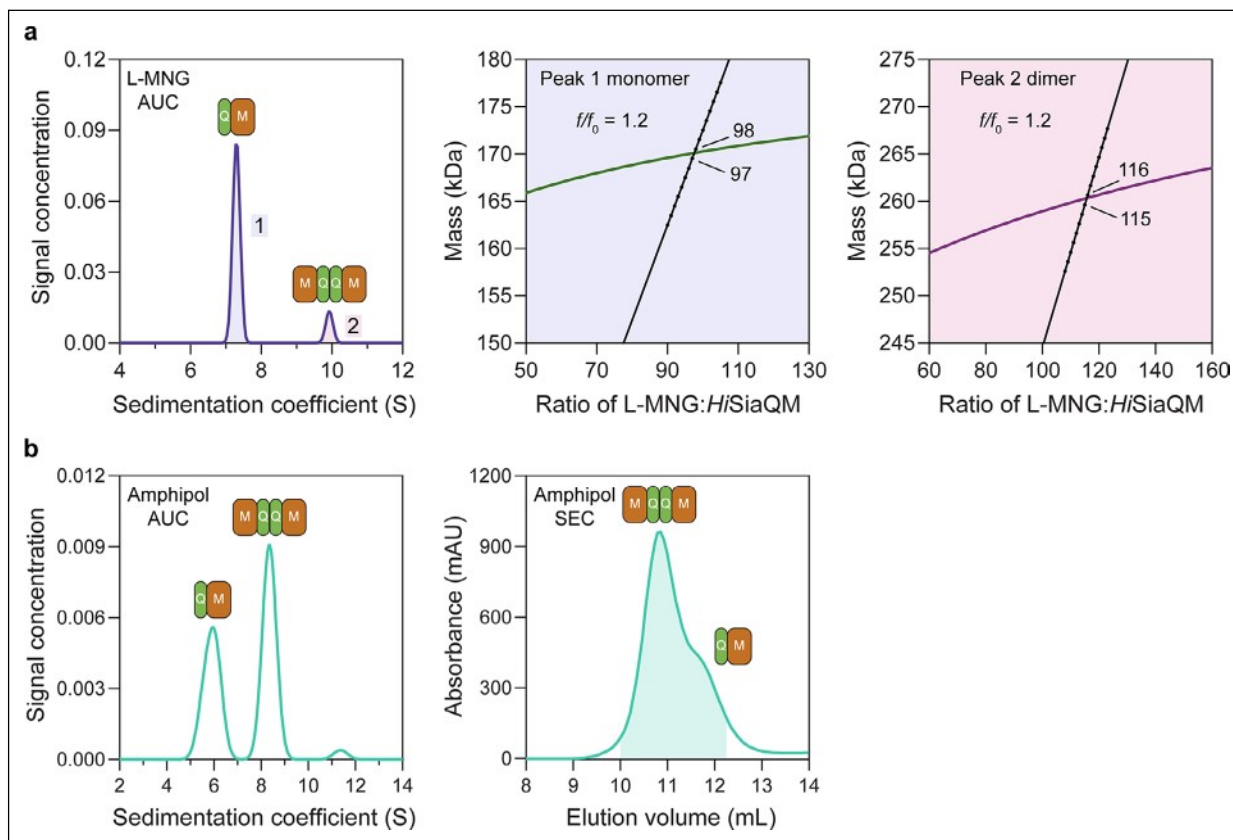 a
0.12
0.09
0.06
0.03
0.00
Signal concentration
L-MNG
AUC
Q M
1
M Q Q M
2
4 6 8 10 12
Sedimentation coefficient (S)
180
175
170
165
160
155
150
Mass (kDa)
Peak 1 monomer
f/f0 = 1.2
98
97
50 70 90 110 130
Ratio of L-MNG:HiSiaQM
275
270
265
260
255
250
245
Mass (kDa)
Peak 2 dimer
f/f0 = 1.2
116
115
60 80 100 120 140 160
Ratio of L-MNG:HiSiaQM
b
0.012
0.009
0.006
0.003
0.000
Signal concentration
Amphipol
AUC
M Q Q M
Q M
2 4 6 8 10 12 14
Sedimentation coefficient (S)
1200
900
600
300
0
Absorbance (mAU)
Amphipol
SEC
M Q Q M
Q M
8 9 10 11 12 13 14
Elution volume (mL)